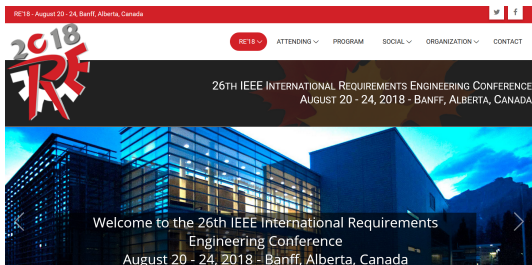 RE'18 - August 20 - 24, Banff, Alberta, Canada
2018
RE
RE'18
ATTENDING
PROGRAM
SOCIAL
ORGANIZATION
CONTACT
26TH IEEE INTERNATIONAL REQUIREMENTS ENGINEERING CONFERENCE
AUGUST 20 - 24, 2018 - BANFF, ALBERTA, CANADA
Welcome to the 26th IEEE International Requirements
Engineering Conference
August 20 - 24, 2018 - Banff, Alberta, Canada